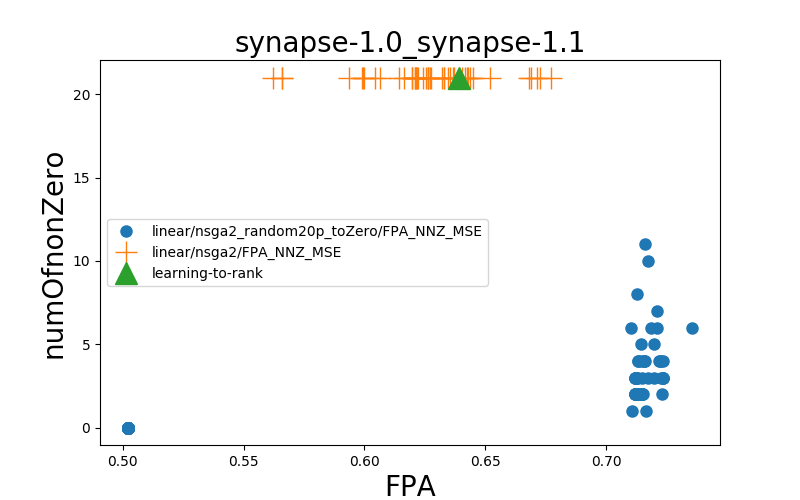 synapse-1.0_synapse-1.1
numOfnonZero
20
15
10
5
0
linear/nsga2_random20p_toZero/FPA_NNZ_MSE
linear/nsga2/FPA_NNZ_MSE
learning-to-rank
0.50 0.55 0.60 0.65 0.70
FPA